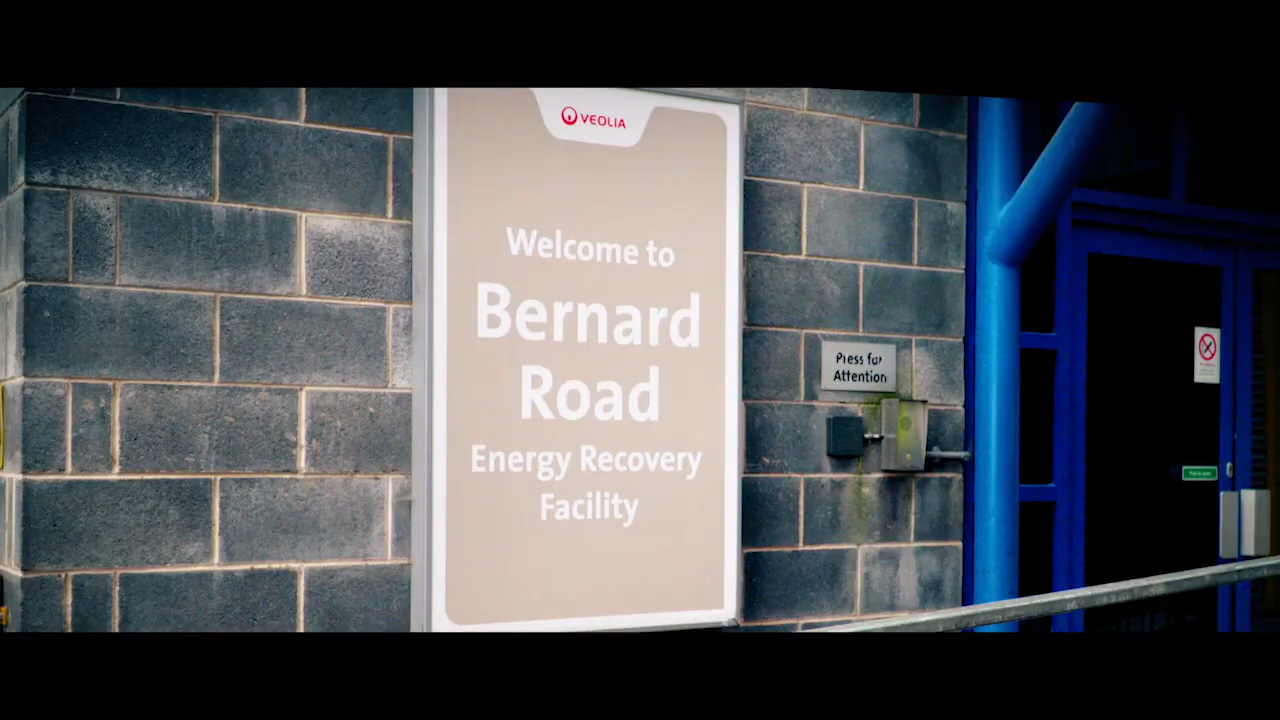 VEOLIA
Welcome to
Bernard
Road
Energy Recovery
Facility
Press for
Attention